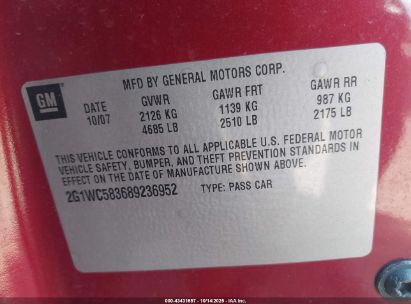 MFD BY GENERAL MOTORS CORP.
GM
DATE GVWR GAWR FRT GAWR RR
10/07 2126 KG 1139 KG 987 KG
4685 LB 2510 LB 2175 LB
THIS VEHICLE CONFORMS TO ALL APPLICABLE U.S. FEDERAL MOTOR
VEHICLE SAFETY, BUMPER, AND THEFT PREVENTION STANDARDS IN
EFFECT ON THE DATE OF MANUFACTURE SHOWN ABOVE.
2G1WC583689236952 TYPE: PASS CAR